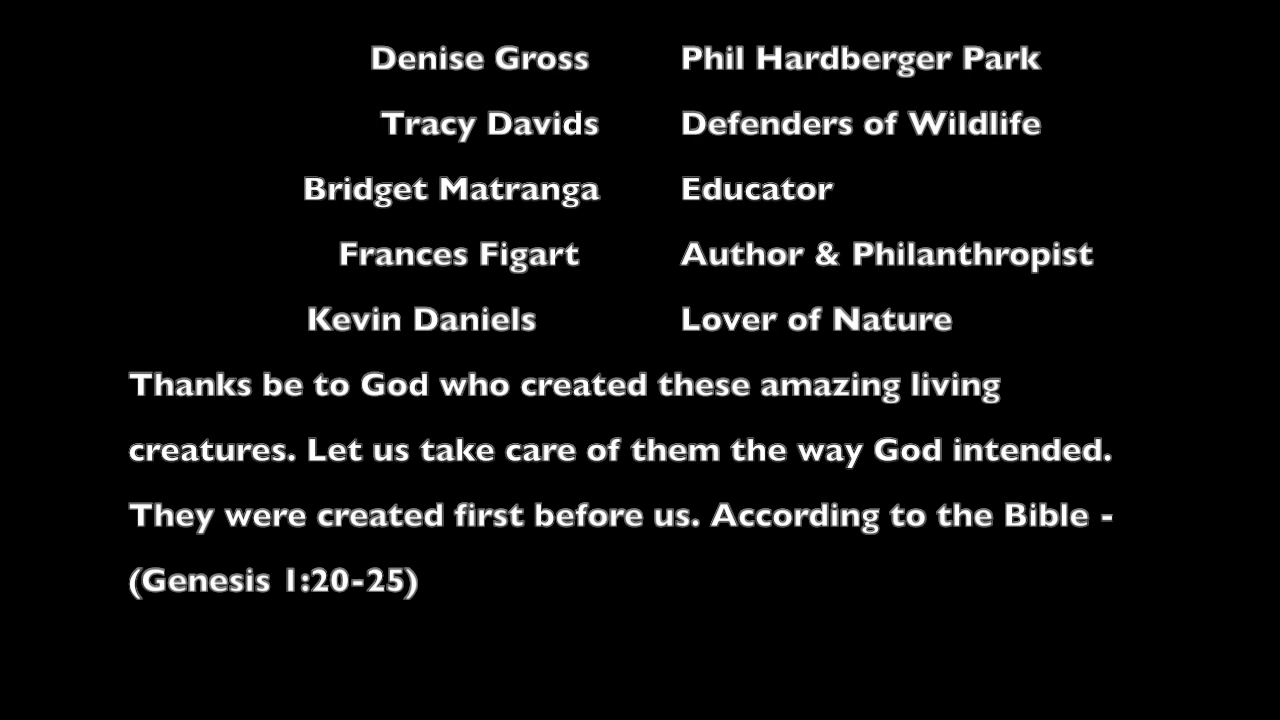 Denise Gross Phil Hardberger Park
Tracy Davids Defenders of Wildlife
Bridget Matranga Educator
Frances Figart Author & Philanthropist
Kevin Daniels Lover of Nature
Thanks be to God who created these amazing living
creatures. Let us take care of them the way God intended.
They were created first before us. According to the Bible -
(Genesis 1:20-25)